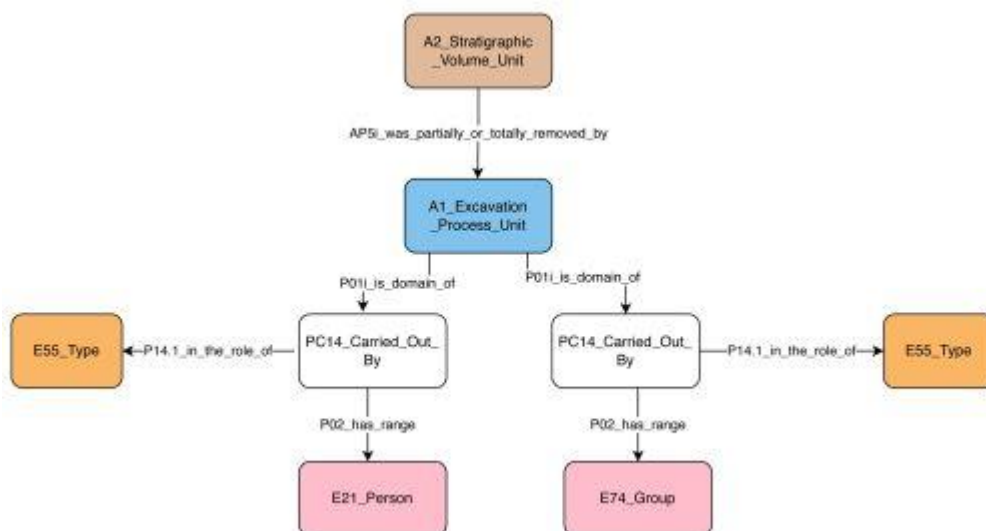 A2_Stratigraphic
_Volume_Unit
AP5i_was_partially_or_totally_removed_by
A1_Excavation
_Process_Unit
P01i_is_domain_of
P01i_is_domain_of
E55_Type
P14.1_in_the_role_of
PC14_Carried_Out_
By
PC14_Carried_Out_
By
P14.1_in_the_role_of
E55_Type
P02_has_range
P02_has_range
E21_Person
E74_Group